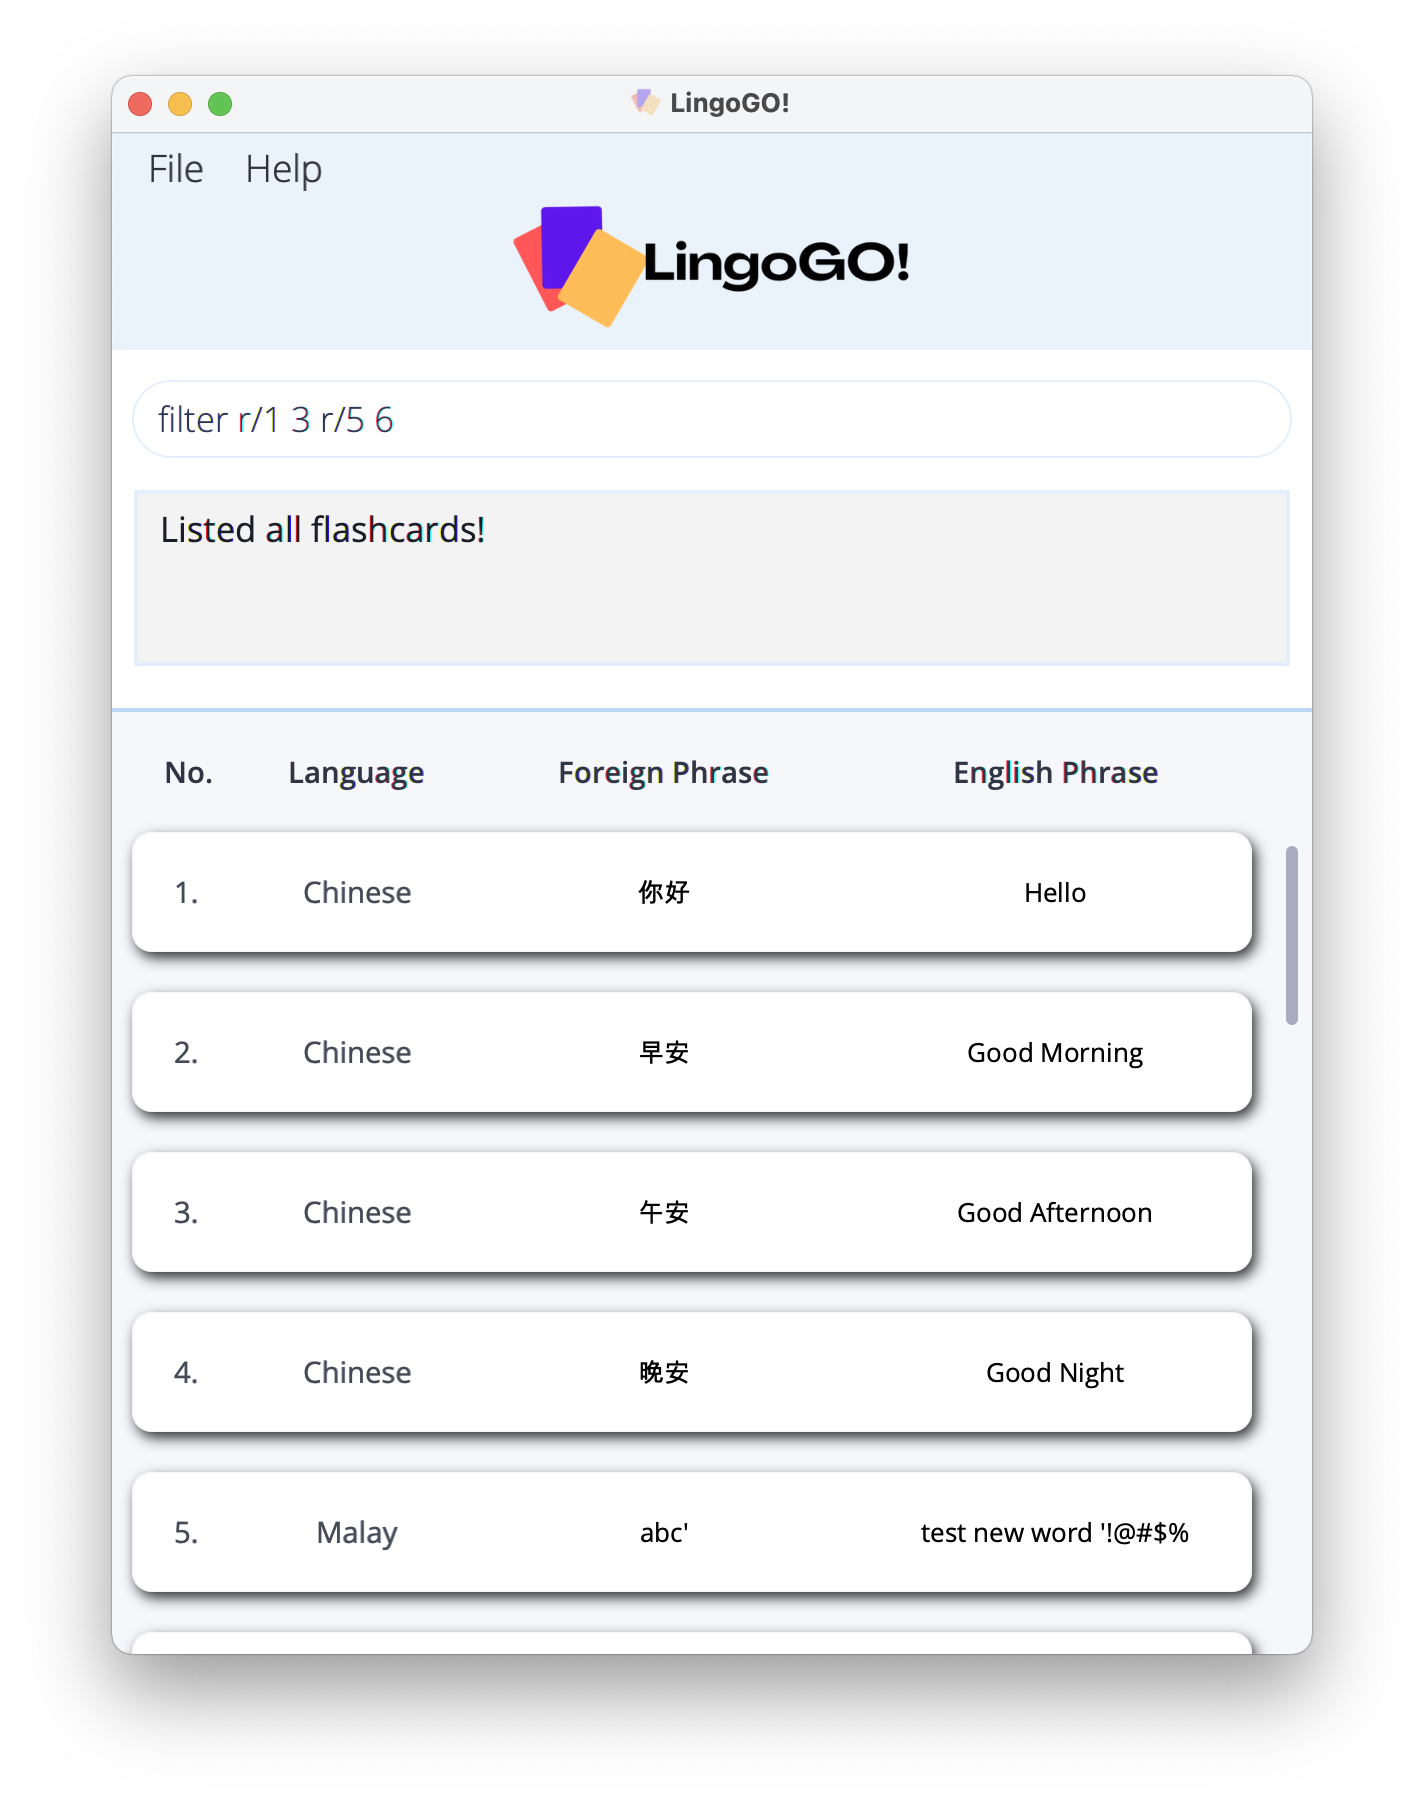 LingoGO!
File Help
LingoGO!
filter r/1 3 r/5 6
Listed all flashcards!
No. Language Foreign Phrase English Phrase
1. Chinese 你好 Hello
2. Chinese 早安 Good Morning
3. Chinese 午安 Good Afternoon
4. Chinese 晚安 Good Night
5. Malay abc' test new word '!@#$%